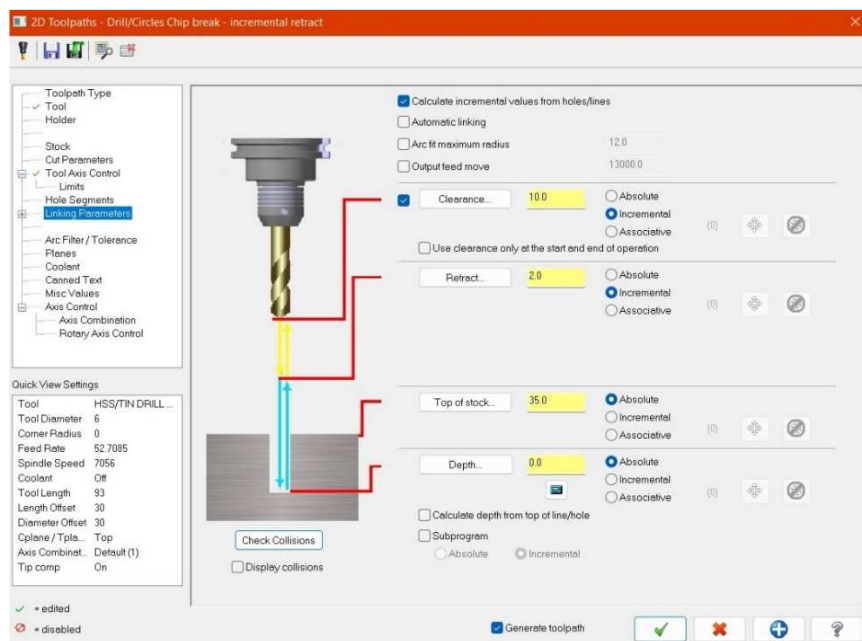 2D Toolpaths - Drill/Circles Chip break - incremental retract
Toolpath Type
Tool
Holder
Stock
Cut Parameters
Tool Axis Control
Limits
Hole Segments
Linking Parameters
Arc Filter / Tolerance
Planes
Coolant
Canned Text
Misc Values
Axis Control
Axis Combination
Rotary Axis Control
Quick View Settings
Tool HSS/TIN DRILL...
Tool Diameter 6
Corner Radius 0
Feed Rate 52.7085
Spindle Speed 7056
Coolant Off
Tool Length 93
Length Offset 30
Diameter Offset 30
Cplane / Tpla... Top
Axis Combinat... Default (1)
Tip comp On
✓ = edited
= disabled
Check Collisions
Display collisions
Calculate incremental values from holes/lines
Automatic linking
Arc fit maximum radius 12.0
Output feed move 13000.0
Clearance... 10.0 Absolute
Incremental
Associative (0)
Use clearance only at the start and end of operation
Retract... 2.0 Absolute
Incremental
Associative (0)
Top of stock... 35.0 Absolute
Incremental
Associative (0)
Depth... 0.0 Absolute
Incremental
Associative (0)
Calculate depth from top of line/hole
Subprogram
Absolute Incremental
Generate toolpath